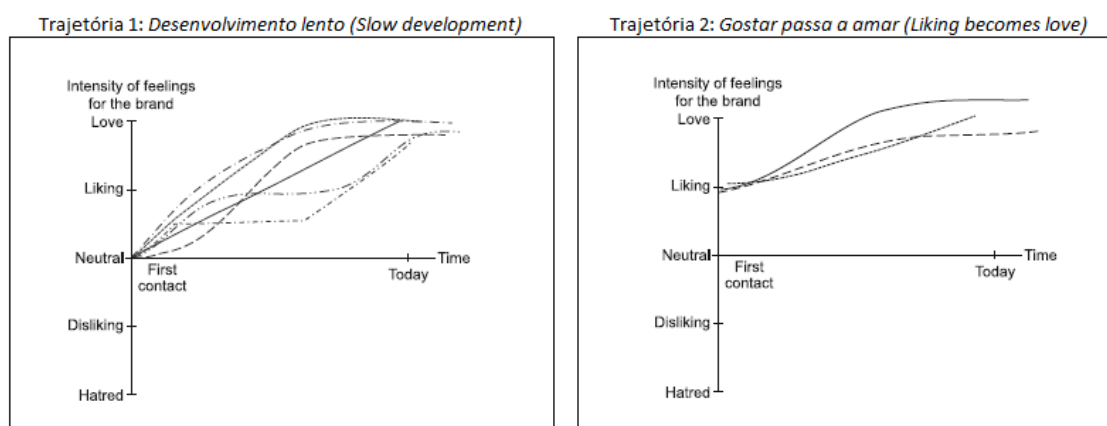 Trajetória 1: Desenvolvimento lento (Slow development)
Intensity of feelings
for the brand
Love
Liking
Neutral
Time
First
contact
Today
Disliking
Hatred
Trajetória 2: Gostar passa a amar (Liking becomes love)
Intensity of feelings
for the brand
Love
Liking
Neutral
Time
First
contact
Today
Disliking
Hatred